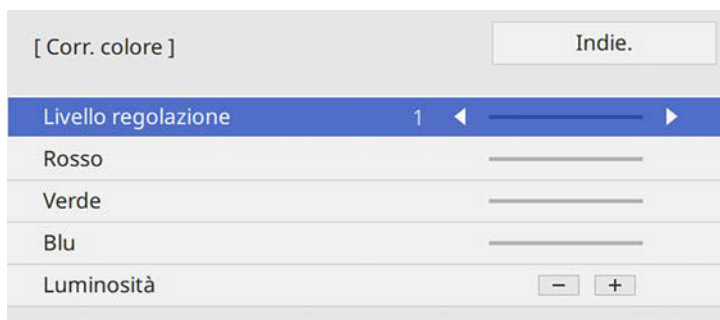 [ Corr. colore ]
Indie.
Livello regolazione 1
Rosso
Verde
Blu
Luminosità − +